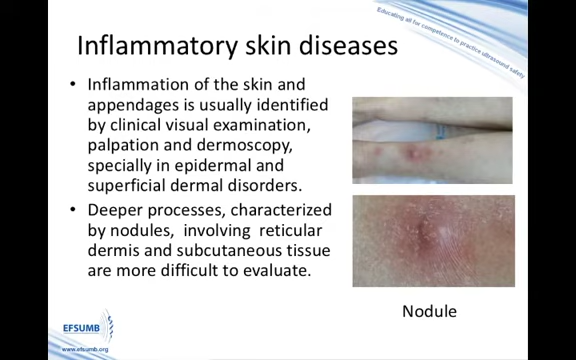 Educating all for competence to practice ultrasound safely
Inflammatory skin diseases
• Inflammation of the skin and
appendages is usually identified
by clinical visual examination,
palpation and dermoscopy,
specially in epidermal and
superficial dermal disorders.
• Deeper processes, characterized
by nodules, involving reticular
dermis and subcutaneous tissue
are more difficult to evaluate.
Nodule
EFSUMB
www.efsumb.org